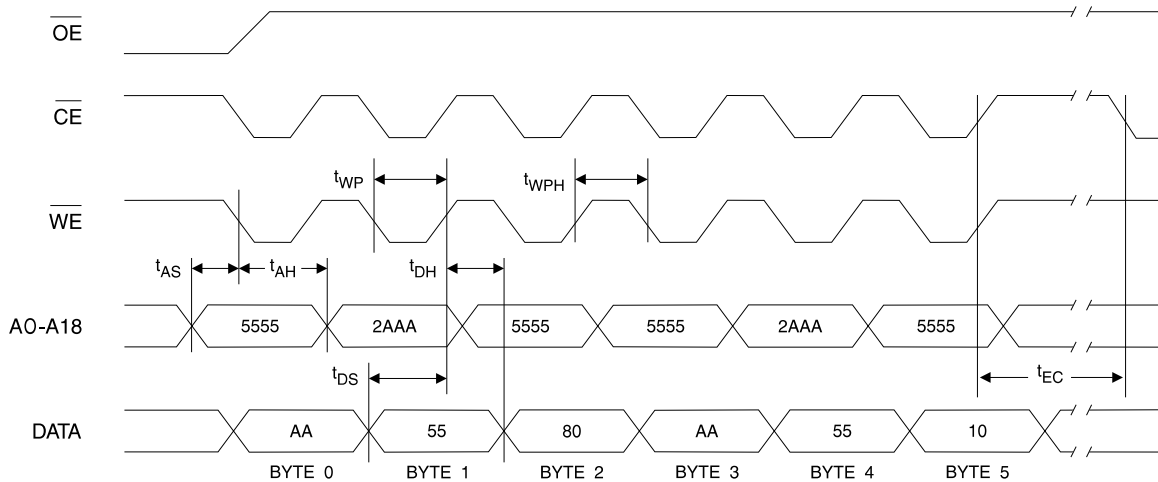 OE
CE
tWP
tWPH
WE
tAS
tAH
tDH
A0-A18
5555
2AAA
5555
5555
2AAA
5555
tDS
tEC
DATA
AA
55
80
AA
55
10
BYTE 0
BYTE 1
BYTE 2
BYTE 3
BYTE 4
BYTE 5